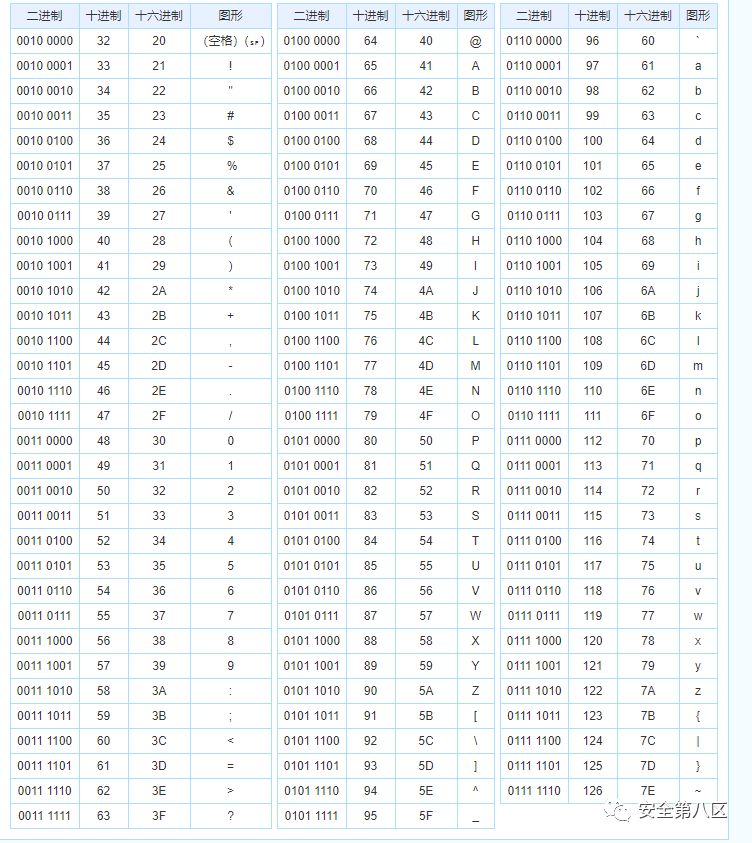 二进制 十进制 十六进制 图形 二进制 十进制 十六进制 图形 二进制 十进制 十六进制 图形
0010 0000 32 20 （空格）(␠) 0100 0000 64 40 @ 0110 0000 96 60 `
0010 0001 33 21 ! 0100 0001 65 41 A 0110 0001 97 61 a
0010 0010 34 22 " 0100 0010 66 42 B 0110 0010 98 62 b
0010 0011 35 23 # 0100 0011 67 43 C 0110 0011 99 63 c
0010 0100 36 24 $ 0100 0100 68 44 D 0110 0100 100 64 d
0010 0101 37 25 % 0100 0101 69 45 E 0110 0101 101 65 e
0010 0110 38 26 & 0100 0110 70 46 F 0110 0110 102 66 f
0010 0111 39 27 ' 0100 0111 71 47 G 0110 0111 103 67 g
0010 1000 40 28 ( 0100 1000 72 48 H 0110 1000 104 68 h
0010 1001 41 29 ) 0100 1001 73 49 I 0110 1001 105 69 i
0010 1010 42 2A * 0100 1010 74 4A J 0110 1010 106 6A j
0010 1011 43 2B + 0100 1011 75 4B K 0110 1011 107 6B k
0010 1100 44 2C , 0100 1100 76 4C L 0110 1100 108 6C l
0010 1101 45 2D - 0100 1101 77 4D M 0110 1101 109 6D m
0010 1110 46 2E . 0100 1110 78 4E N 0110 1110 110 6E n
0010 1111 47 2F / 0100 1111 79 4F O 0110 1111 111 6F o
0011 0000 48 30 0 0101 0000 80 50 P 0111 0000 112 70 p
0011 0001 49 31 1 0101 0001 81 51 Q 0111 0001 113 71 q
0011 0010 50 32 2 0101 0010 82 52 R 0111 0010 114 72 r
0011 0011 51 33 3 0101 0011 83 53 S 0111 0011 115 73 s
0011 0100 52 34 4 0101 0100 84 54 T 0111 0100 116 74 t
0011 0101 53 35 5 0101 0101 85 55 U 0111 0101 117 75 u
0011 0110 54 36 6 0101 0110 86 56 V 0111 0110 118 76 v
0011 0111 55 37 7 0101 0111 87 57 W 0111 0111 119 77 w
0011 1000 56 38 8 0101 1000 88 58 X 0111 1000 120 78 x
0011 1001 57 39 9 0101 1001 89 59 Y 0111 1001 121 79 y
0011 1010 58 3A : 0101 1010 90 5A Z 0111 1010 122 7A z
0011 1011 59 3B ; 0101 1011 91 5B [ 0111 1011 123 7B {
0011 1100 60 3C < 0101 1100 92 5C \ 0111 1100 124 7C |
0011 1101 61 3D = 0101 1101 93 5D ] 0111 1101 125 7D }
0011 1110 62 3E > 0101 1110 94 5E ^ 0111 1110 126 7E ~
0011 1111 63 3F ? 0101 1111 95 5F _
安全第八区